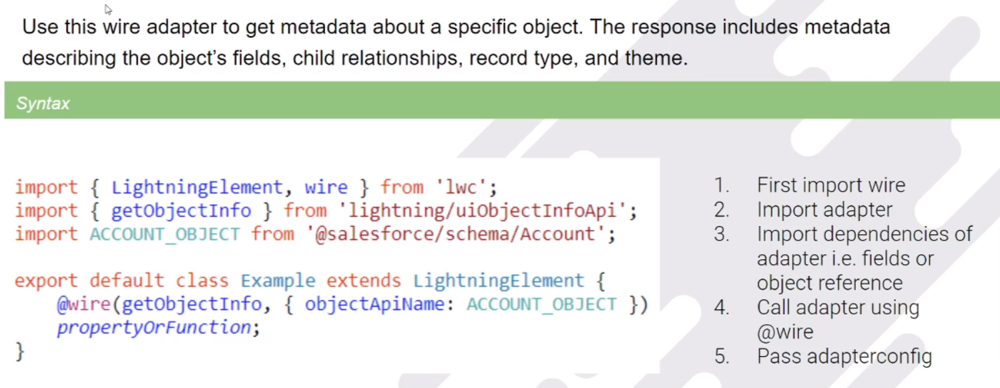 Use this wire adapter to get metadata about a specific object. The response includes metadata
describing the object's fields, child relationships, record type, and theme.
Syntax
import { LightningElement, wire } from 'lwc';
import { getObjectInfo } from 'lightning/uiObjectInfoApi';
import ACCOUNT_OBJECT from '@salesforce/schema/Account';
export default class Example extends LightningElement {
@wire(getObjectInfo, { objectApiName: ACCOUNT_OBJECT })
propertyOrFunction;
}
1. First import wire
2. Import adapter
3. Import dependencies of
adapter i.e. fields or
object reference
4. Call adapter using
@wire
5. Pass adapterconfig